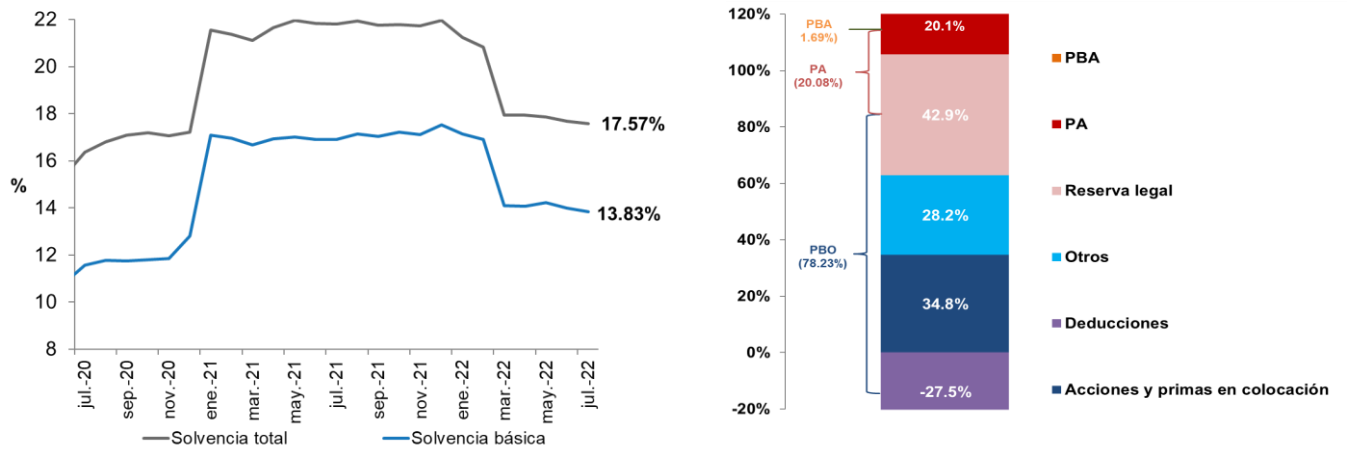 22
20
22
18
16
14
12
10
8
%
17.57%
13.83%
jul.-20
sep.-20
nov.-20
ene.-21
mar.-21
may.-21
jul.-21
sep.-21
nov.-21
ene.-22
mar.-22
may.-22
jul.-22
Solvencia total
Solvencia básica
120%
100%
80%
60%
40%
20%
0%
-20%
PBA
1.69%)
PA
(20.08%)
PBO
(78.23%)
20.1%
42.9%
28.2%
34.8%
-27.5%
PBA
PA
Reserva legal
Otros
Deducciones
Acciones y primas en colocación